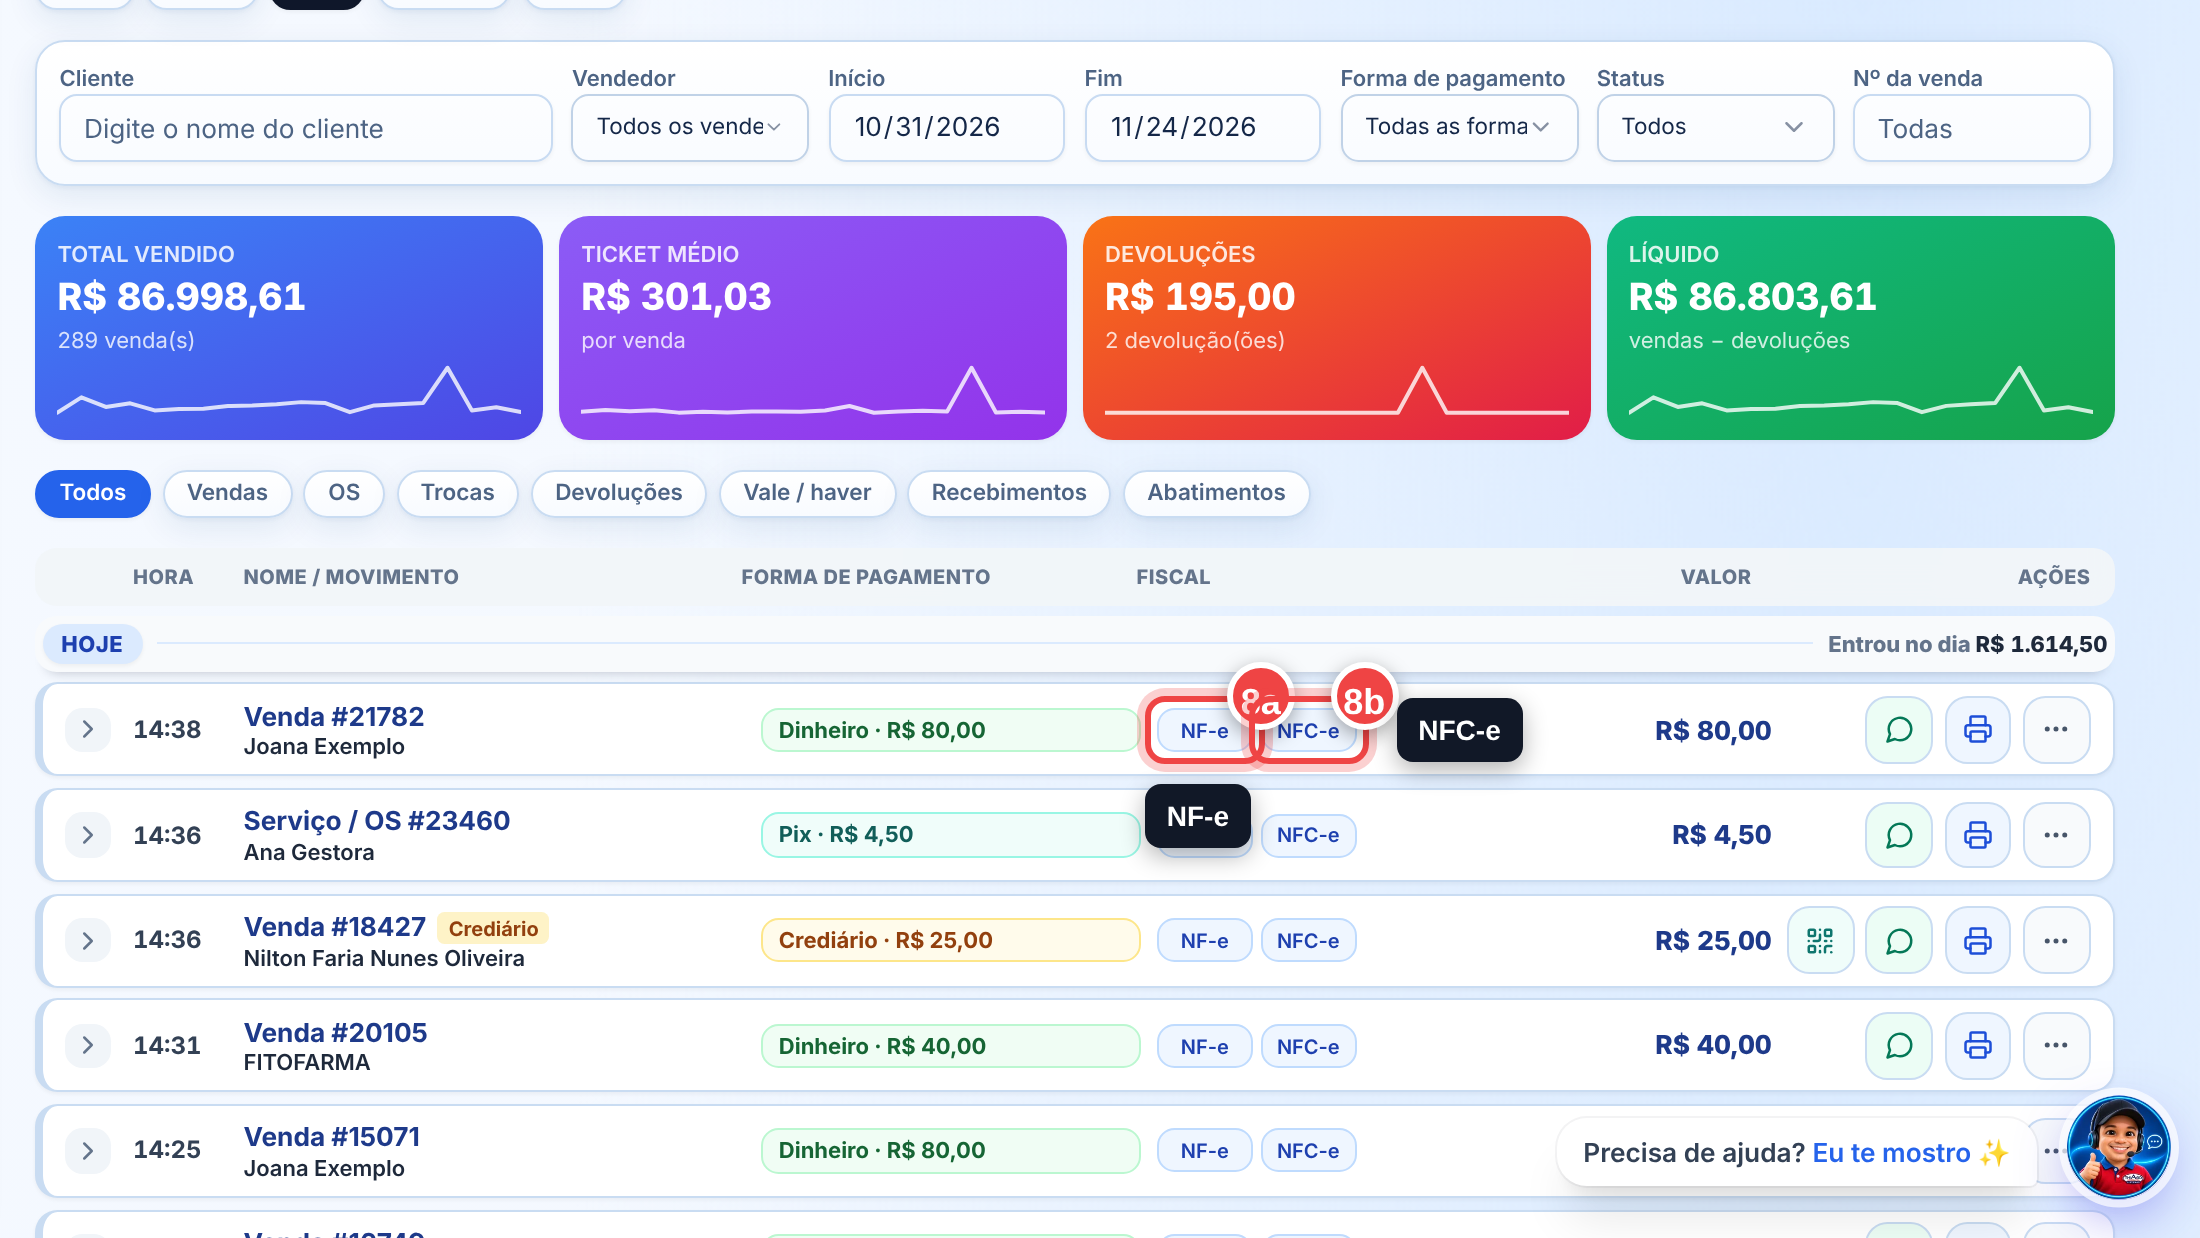 Cliente
Vendedor
Início
Fim
Forma de pagamento
Status
Nº da venda
Digite o nome do cliente
Todos os vende
10/31/2026
11/24/2026
Todas as forma
Todos
Todas
TOTAL VENDIDO
R$ 86.998,61
289 venda(s)
TICKET MÉDIO
R$ 301,03
por venda
DEVOLUÇÕES
R$ 195,00
2 devolução(ões)
LÍQUIDO
R$ 86.803,61
vendas – devoluções
Todos
Vendas
OS
Trocas
Devoluções
Vale / haver
Recebimentos
Abatimentos
HORA
NOME / MOVIMENTO
FORMA DE PAGAMENTO
FISCAL
VALOR
AÇÕES
HOJE
Entrou no dia R$ 1.614,50
14:38
Venda #21782
Joana Exemplo
Dinheiro · R$ 80,00
8a
NF-e
8b
NFC-e
NFC-e
R$ 80,00
NF-e
14:36
Serviço / OS #23460
Ana Gestora
Pix · R$ 4,50
NFC-e
R$ 4,50
14:36
Venda #18427 Crediário
Nilton Faria Nunes Oliveira
Crediário · R$ 25,00
NF-e
NFC-e
R$ 25,00
14:31
Venda #20105
FITOFARMA
Dinheiro · R$ 40,00
NF-e
NFC-e
R$ 40,00
14:25
Venda #15071
Joana Exemplo
Dinheiro · R$ 80,00
NF-e
NFC-e
Precisa de ajuda? Eu te mostro ✨